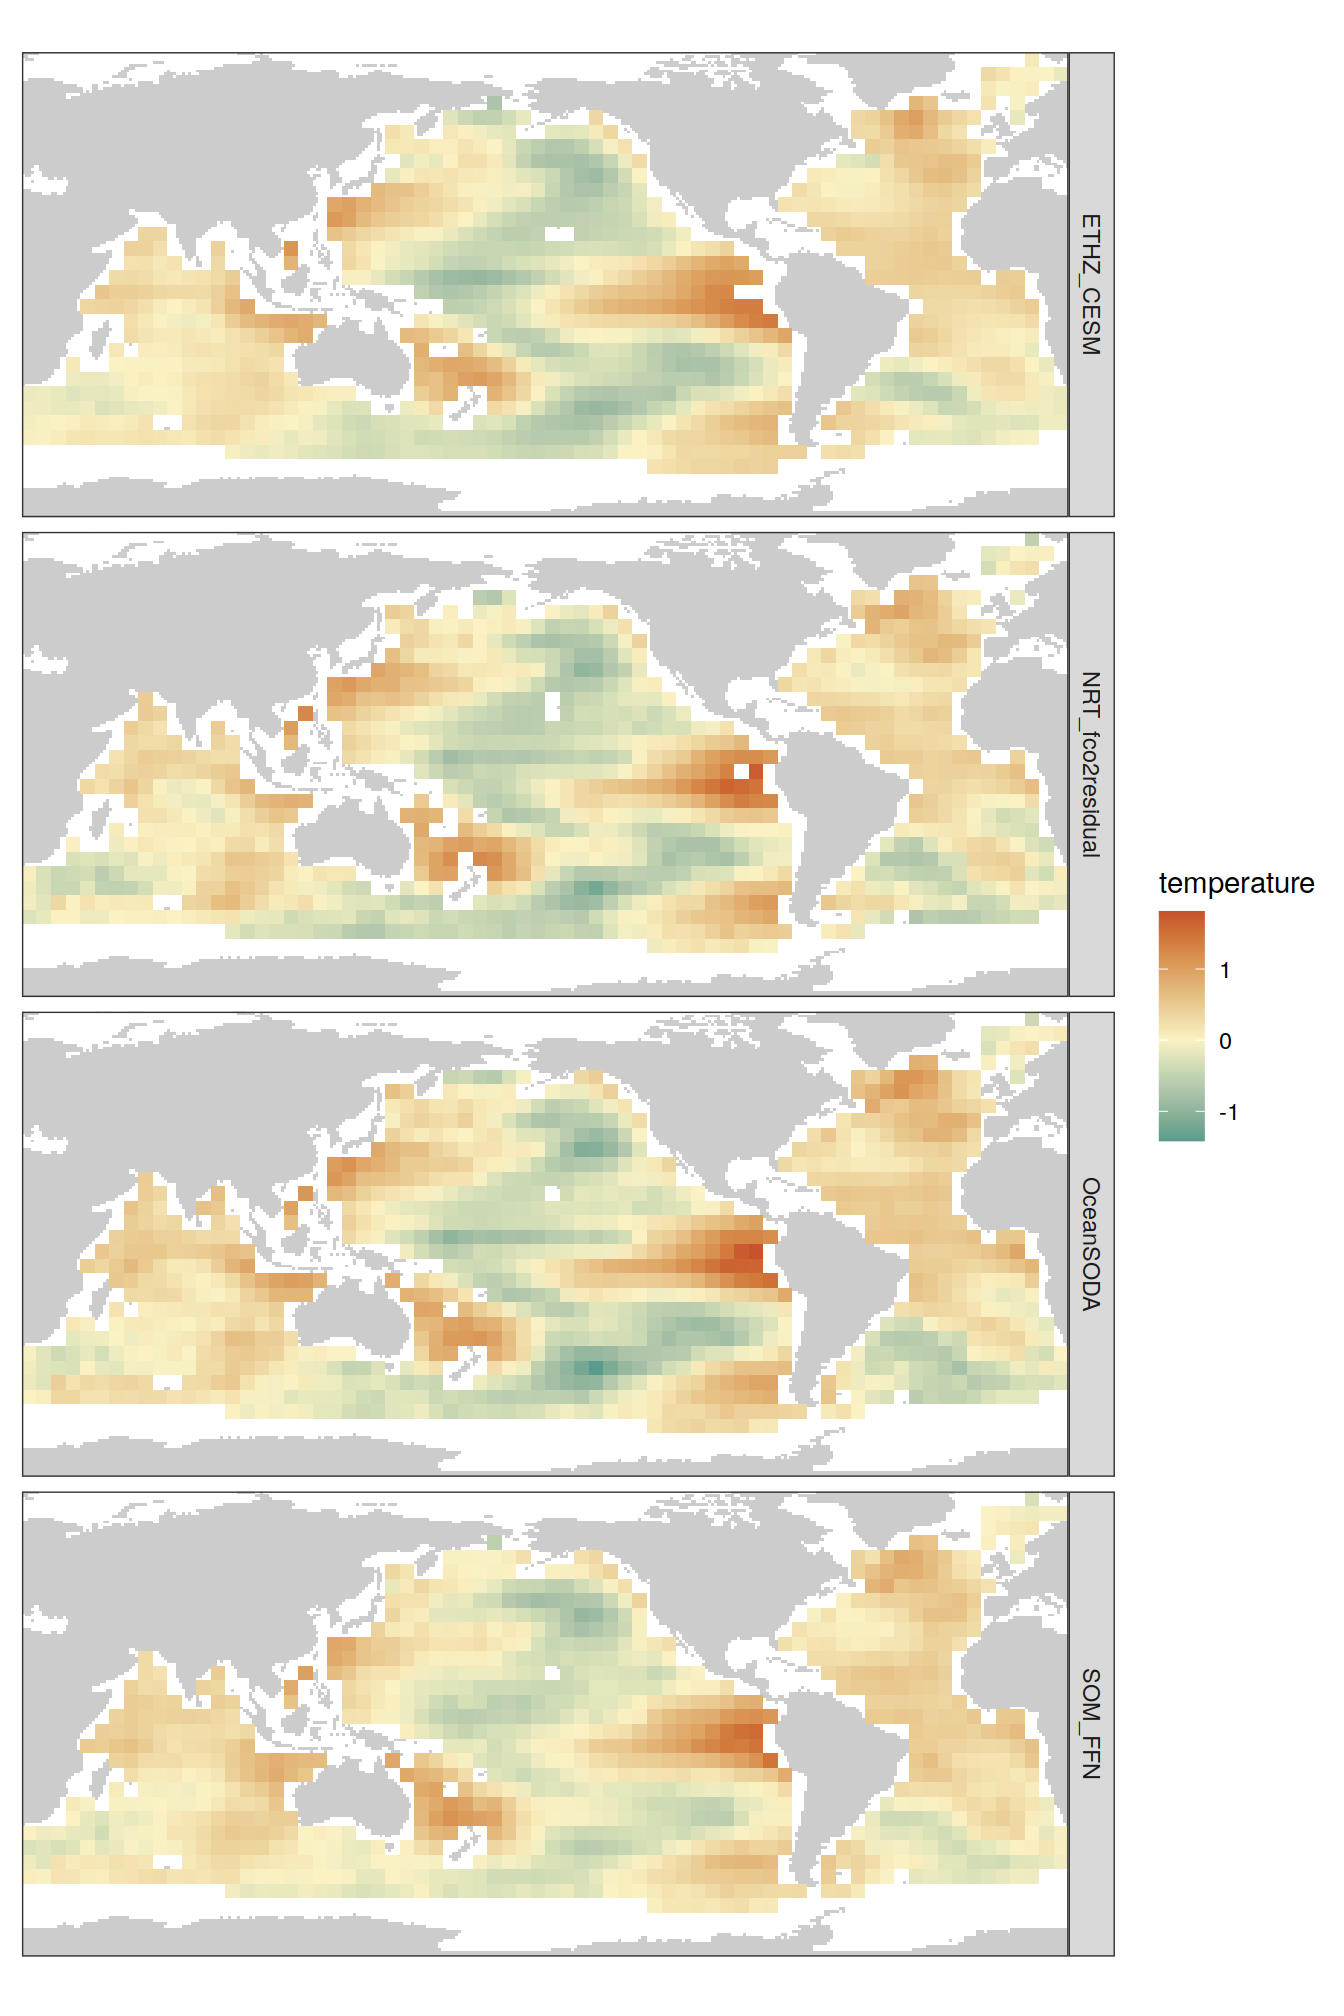 ETHZ_CESM
NRT_fco2residual
OceanSODA
SOM_FFN
temperature
1
0
-1